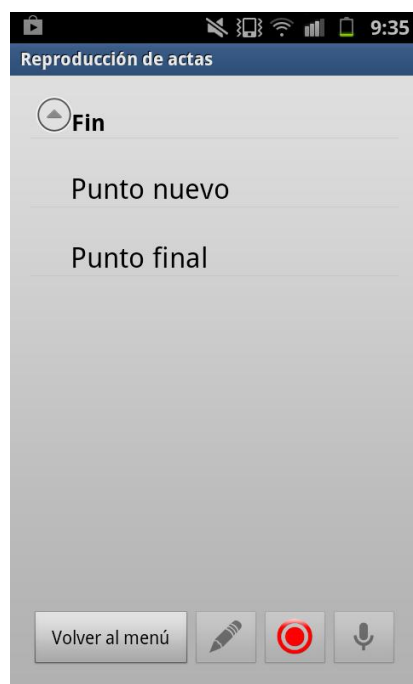 9:35
Reproducción de actas
Fin
Punto nuevo
Punto final
Volver al menú